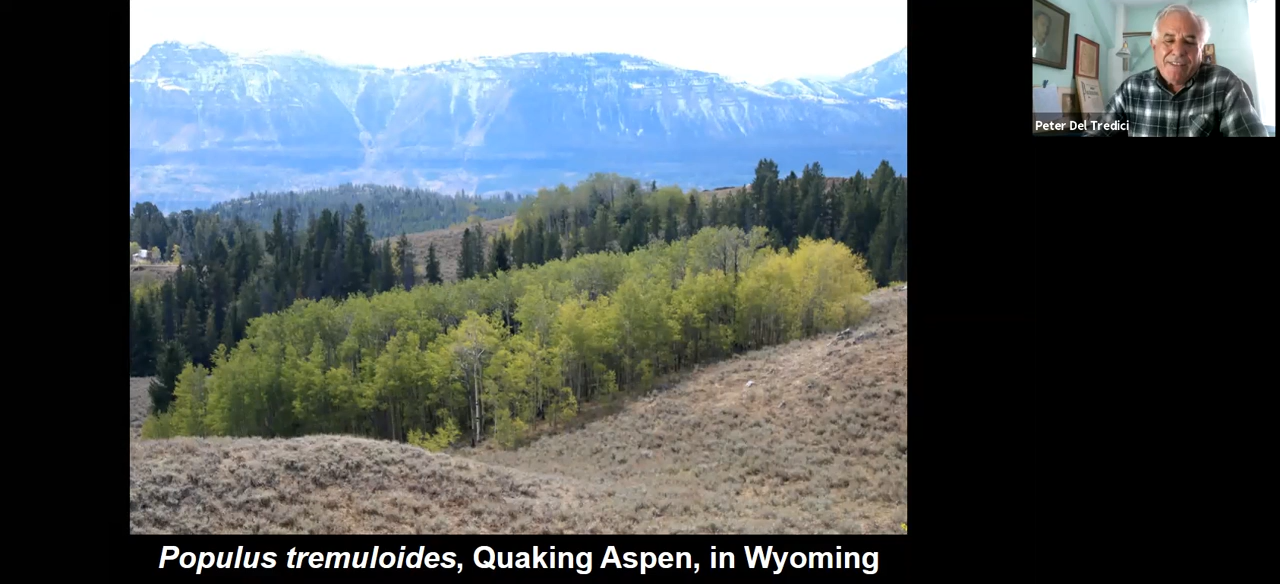 Peter Del Tredici
Populus tremuloides, Quaking Aspen, in Wyoming